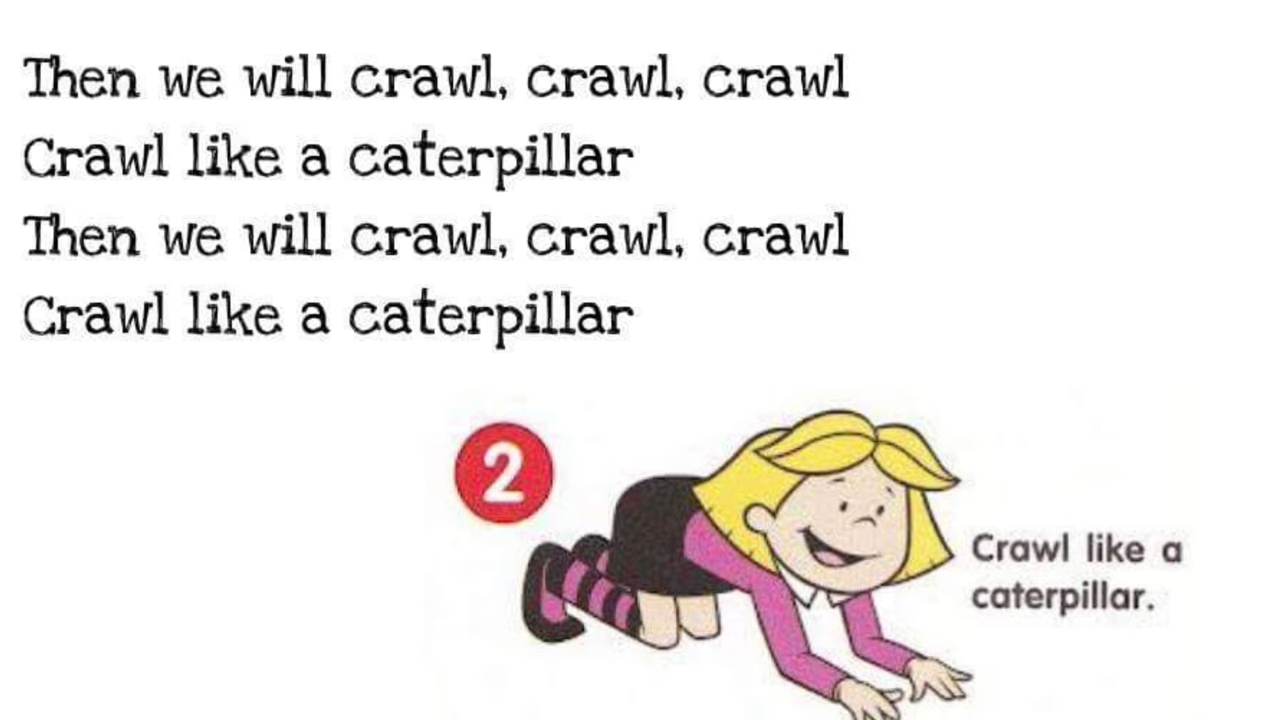 Then we will crawl, crawl, crawl
Crawl like a caterpillar
Then we will crawl, crawl, crawl
Crawl like a caterpillar
2
Crawl like a
caterpillar.